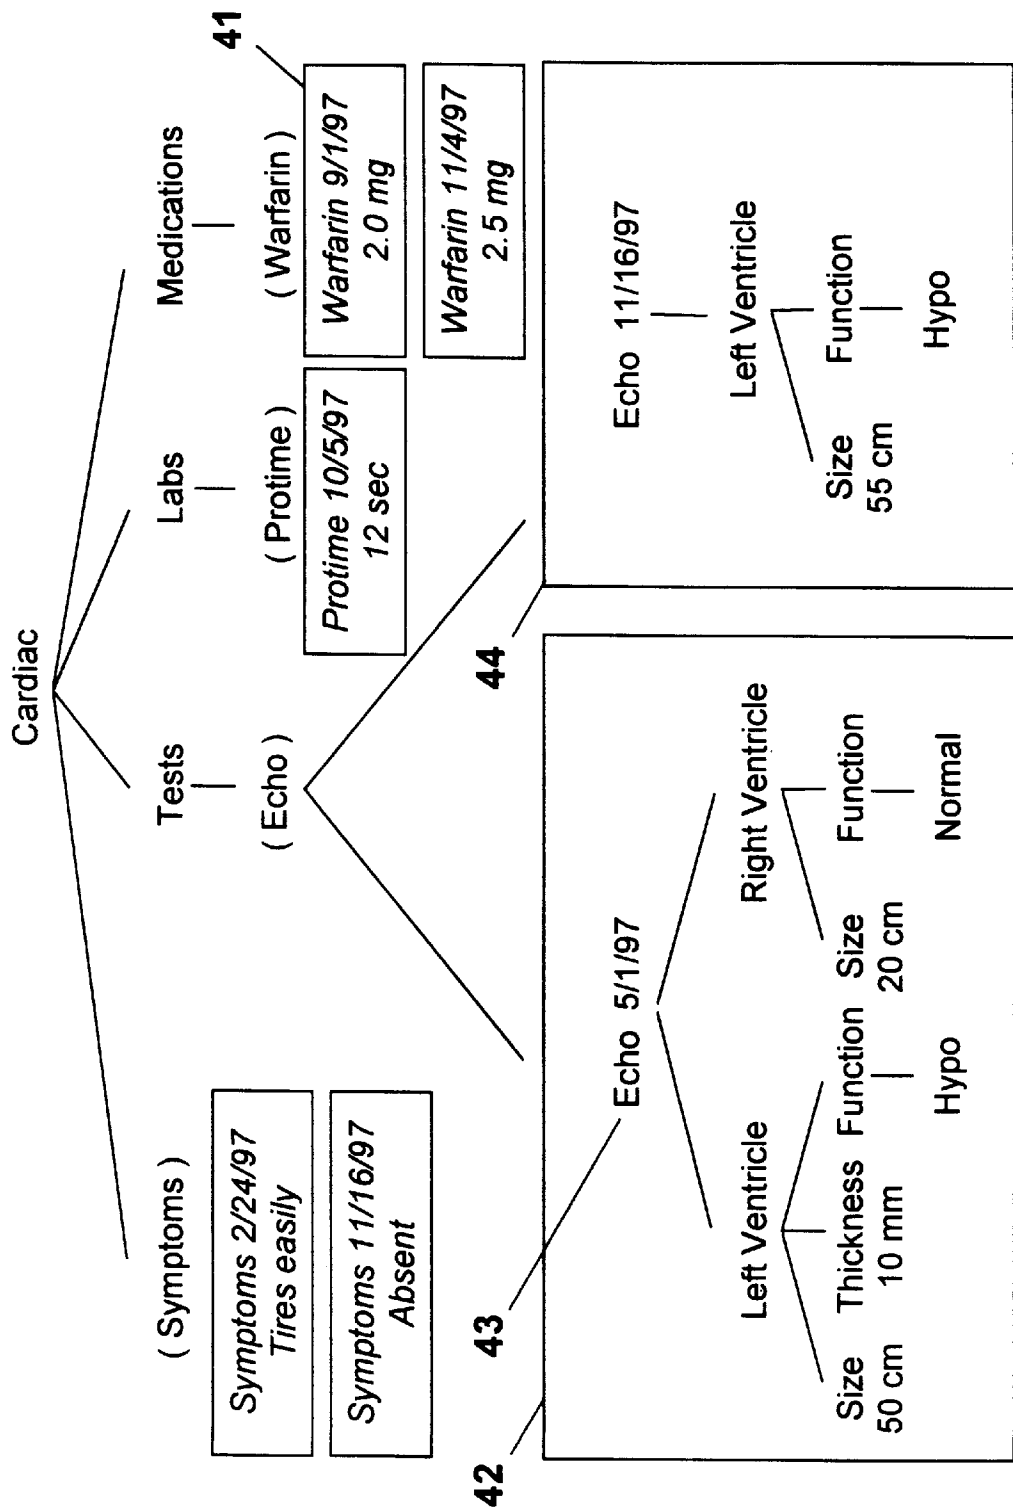 Cardiac
( Symptoms )
Symptoms 2/24/97
Tires easily
Symptoms 11/16/97
Absent
Tests
( Echo )
Labs
( Protime )
Protime 10/5/97
12 sec
Medications
( Warfarin )
41
Warfarin 9/1/97
2.0 mg
Warfarin 11/4/97
2.5 mg
42
43
Echo 5/1/97
Left Ventricle
Size
50 cm
Thickness
10 mm
Function
Hypo
Right Ventricle
Size
20 cm
Function
Normal
44
Echo 11/16/97
Left Ventricle
Size
55 cm
Function
Hypo